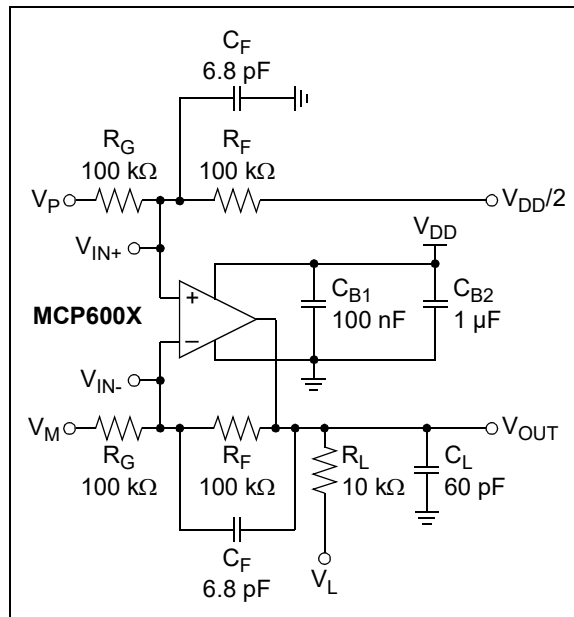 C_F
6.8 pF
R_G
100 kΩ
R_F
100 kΩ
V_P
V_DD/2
V_IN+
V_DD
MCP600X
+
−
C_B1
100 nF
C_B2
1 µF
V_IN-
V_M
V_OUT
R_G
100 kΩ
R_F
100 kΩ
R_L
10 kΩ
C_L
60 pF
C_F
6.8 pF
V_L